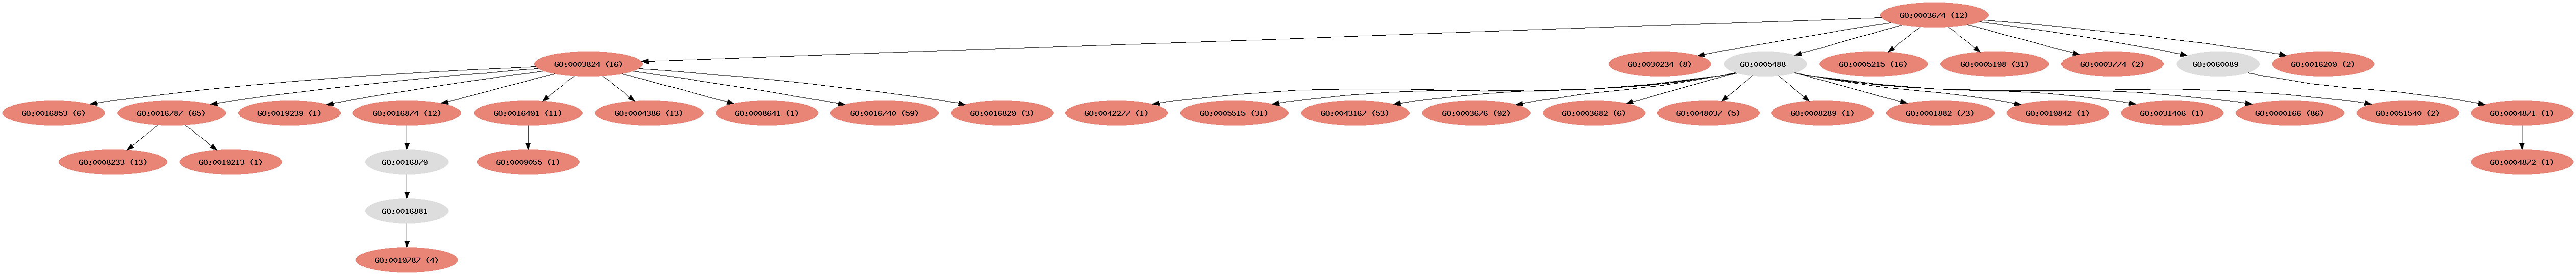 GO:0003674 (12)
GO:0003824 (16)
GO:0030234 (8)
GO:0005488
GO:0005215 (16)
GO:0005198 (31)
GO:0003774 (2)
GO:0060089
GO:0016209 (2)
GO:0016853 (6)
GO:0016787 (65)
GO:0019239 (1)
GO:0016874 (12)
GO:0016491 (11)
GO:0004386 (13)
GO:0008641 (1)
GO:0016740 (59)
GO:0016829 (3)
GO:0042277 (1)
GO:0005515 (31)
GO:0043167 (53)
GO:0003676 (92)
GO:0003682 (6)
GO:0048037 (5)
GO:0008289 (1)
GO:0001882 (73)
GO:0019842 (1)
GO:0031406 (1)
GO:0000166 (86)
GO:0051540 (2)
GO:0004871 (1)
GO:0008233 (13)
GO:0019213 (1)
GO:0016879
GO:0009055 (1)
GO:0004872 (1)
GO:0016881
GO:0019787 (4)